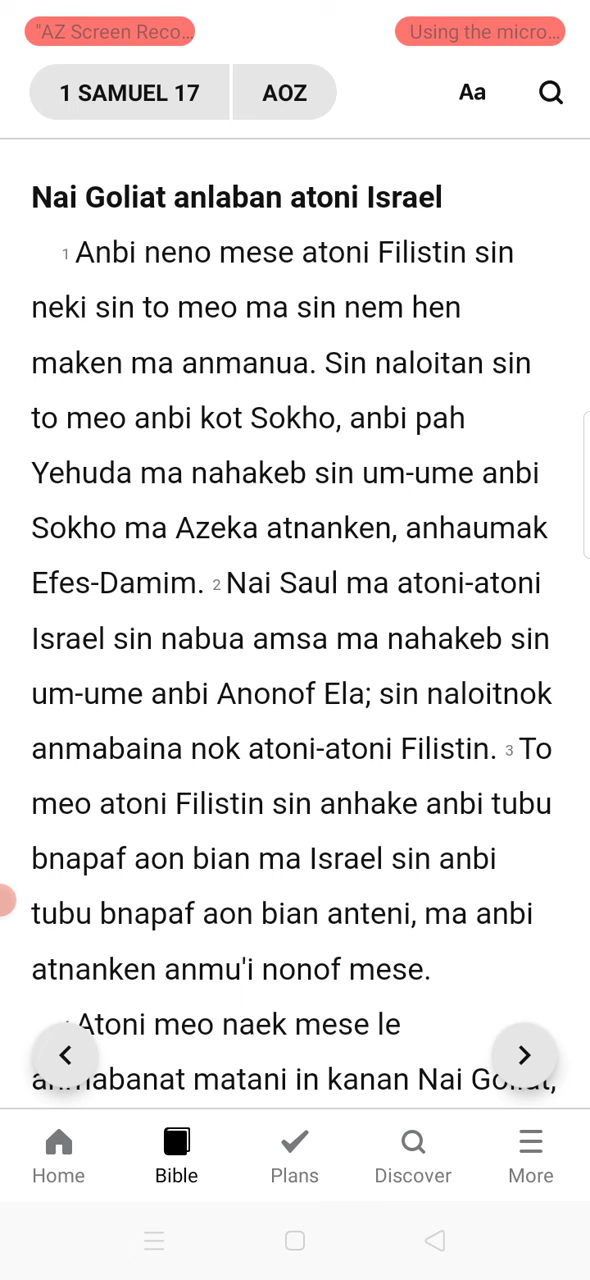 "AZ Screen Reco... Using the micro...
1 SAMUEL 17 AOZ Aa
Nai Goliat anlaban atoni Israel
1 Anbi neno mese atoni Filistin sin
neki sin to meo ma sin nem hen
maken ma anmanua. Sin naloitan sin
to meo anbi kot Sokho, anbi pah
Yehuda ma nahakeb sin um-ume anbi
Sokho ma Azeka atnanken, anhaumak
Efes-Damim. 2 Nai Saul ma atoni-atoni
Israel sin nabua amsa ma nahakeb sin
um-ume anbi Anonof Ela; sin naloitnok
anmabaina nok atoni-atoni Filistin. 3 To
meo atoni Filistin sin anhake anbi tubu
bnapaf aon bian ma Israel sin anbi
tubu bnapaf aon bian anteni, ma anbi
atnanken anmu'i nonof mese.
Atoni meo naek mese le
matani in kanan Nai
Home Bible Plans Discover More